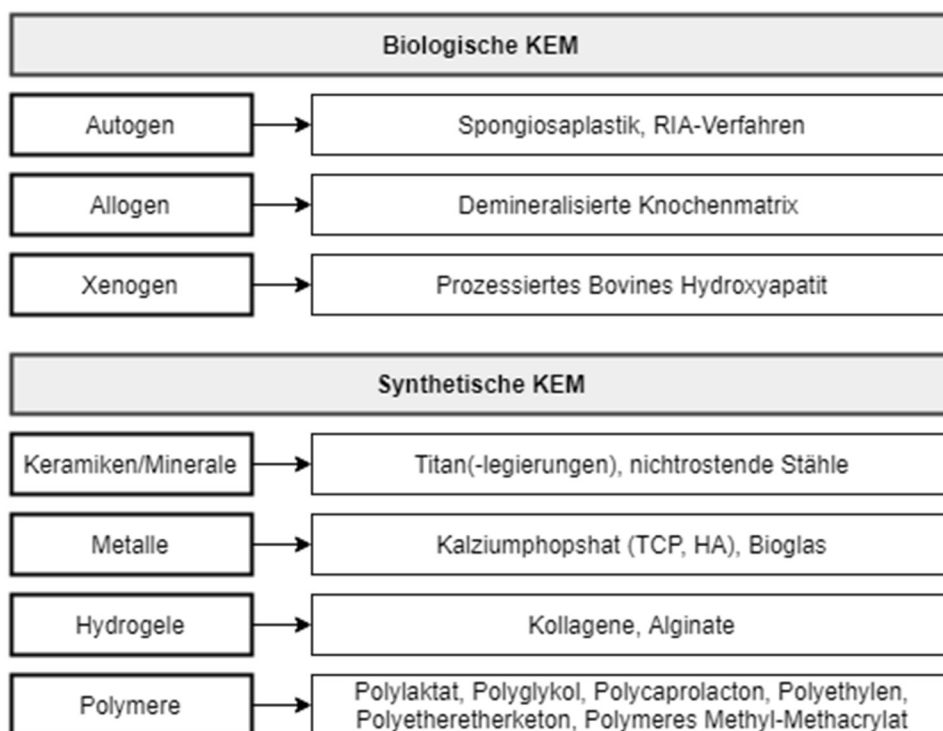 Biologische KEM
Autogen
Spongiosaplastik, RIA-Verfahren
Allogen
Demineralisierte Knochenmatrix
Xenogen
Prozessiertes Bovines Hydroxyapatit
Synthetische KEM
Keramiken/Minerale
Titan(-legierungen), nichtrostende Stähle
Metalle
Kalziumphopshat (TCP, HA), Bioglas
Hydrogele
Kollagene, Alginate
Polymere
Polylaktat, Polyglykol, Polycaprolacton, Polyethylen,
Polyetheretherketon, Polymeres Methyl-Methacrylat